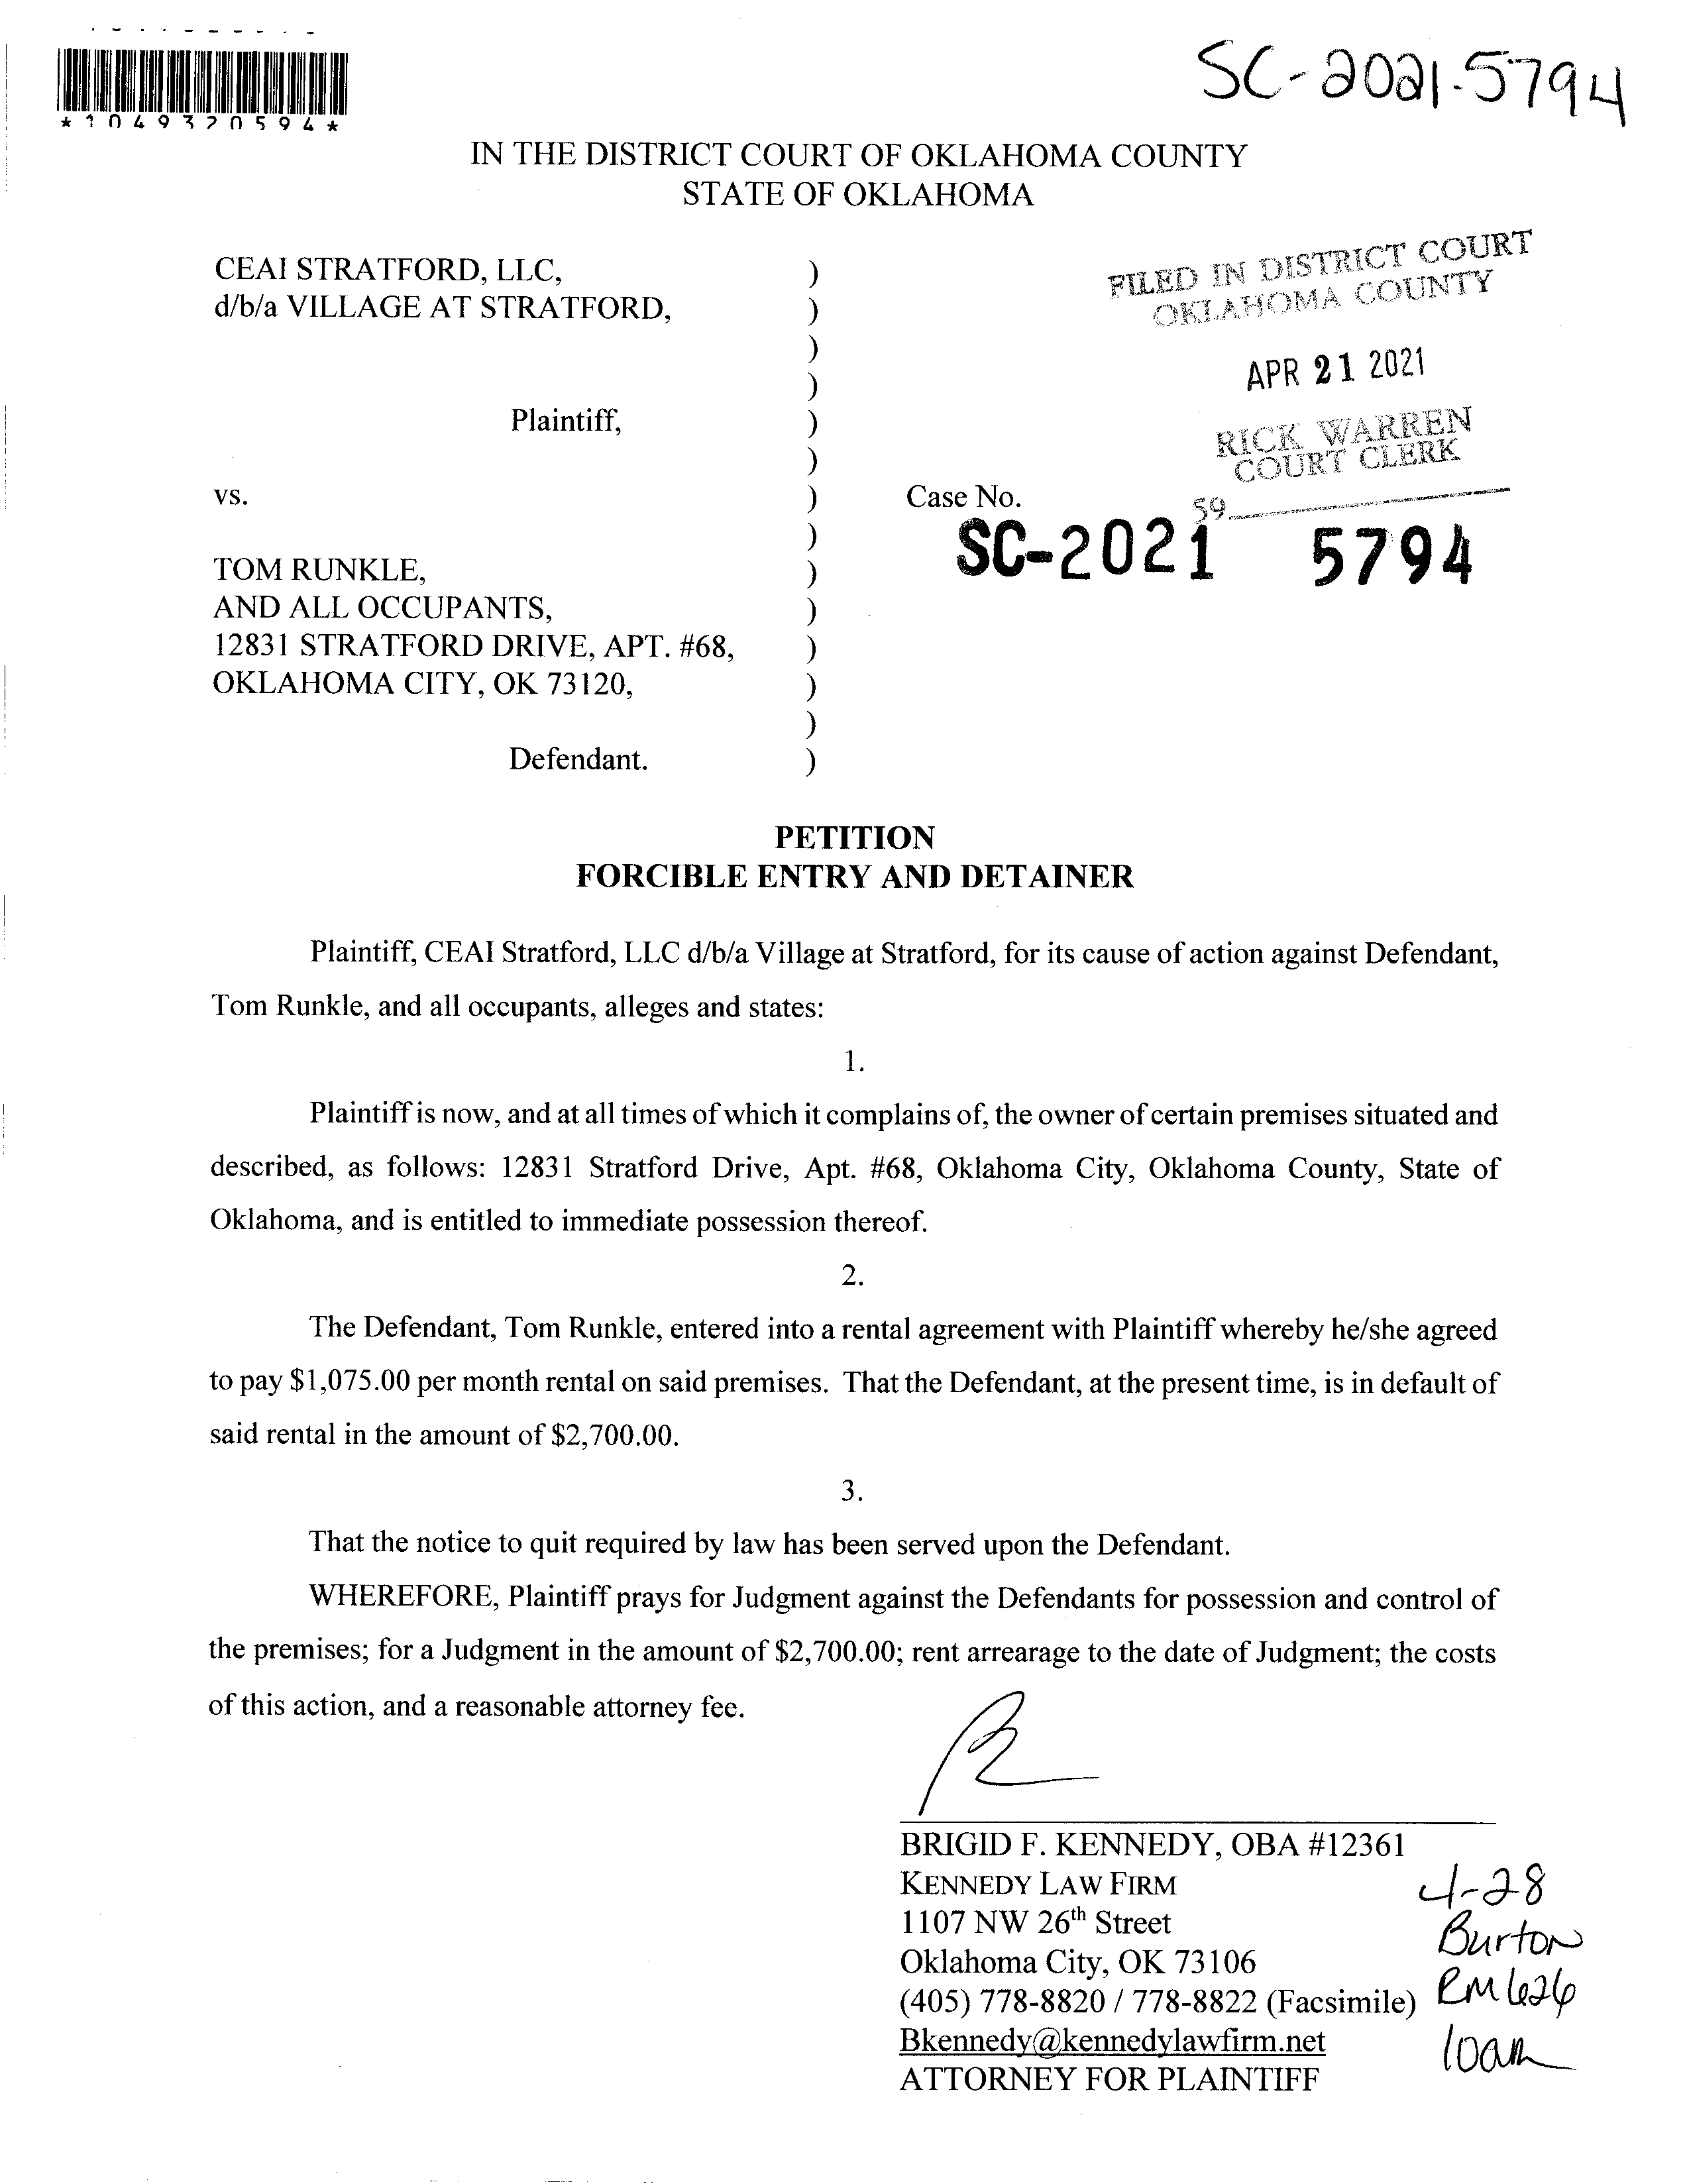 SC-2021-5794
*1049320594*
IN THE DISTRICT COURT OF OKLAHOMA COUNTY
STATE OF OKLAHOMA
CEAI STRATFORD, LLC, )
d/b/a VILLAGE AT STRATFORD, )
)
)
Plaintiff, )
)
vs. )
)
TOM RUNKLE, )
AND ALL OCCUPANTS, )
12831 STRATFORD DRIVE, APT. #68, )
OKLAHOMA CITY, OK 73120, )
)
Defendant. )
FILED IN DISTRICT COURT
OKLAHOMA COUNTY
APR 21 2021
RICK WARREN
COURT CLERK
59
Case No.
SC-2021 5794
PETITION
FORCIBLE ENTRY AND DETAINER
Plaintiff, CEAI Stratford, LLC d/b/a Village at Stratford, for its cause of action against Defendant,
Tom Runkle, and all occupants, alleges and states:
1.
Plaintiff is now, and at all times of which it complains of, the owner of certain premises situated and
described, as follows: 12831 Stratford Drive, Apt. #68, Oklahoma City, Oklahoma County, State of
Oklahoma, and is entitled to immediate possession thereof.
2.
The Defendant, Tom Runkle, entered into a rental agreement with Plaintiff whereby he/she agreed
to pay $1,075.00 per month rental on said premises. That the Defendant, at the present time, is in default of
said rental in the amount of $2,700.00.
3.
That the notice to quit required by law has been served upon the Defendant.
WHEREFORE, Plaintiff prays for Judgment against the Defendants for possession and control of
the premises; for a Judgment in the amount of $2,700.00; rent arrearage to the date of Judgment; the costs
of this action, and a reasonable attorney fee.
BRIGID F. KENNEDY, OBA #12361
KENNEDY LAW FIRM
1107 NW 26th Street
Oklahoma City, OK 73106
(405) 778-8820 / 778-8822 (Facsimile)
Bkennedy@kennedylawfirm.net
ATTORNEY FOR PLAINTIFF
4-28
Burton
RM 626
10am